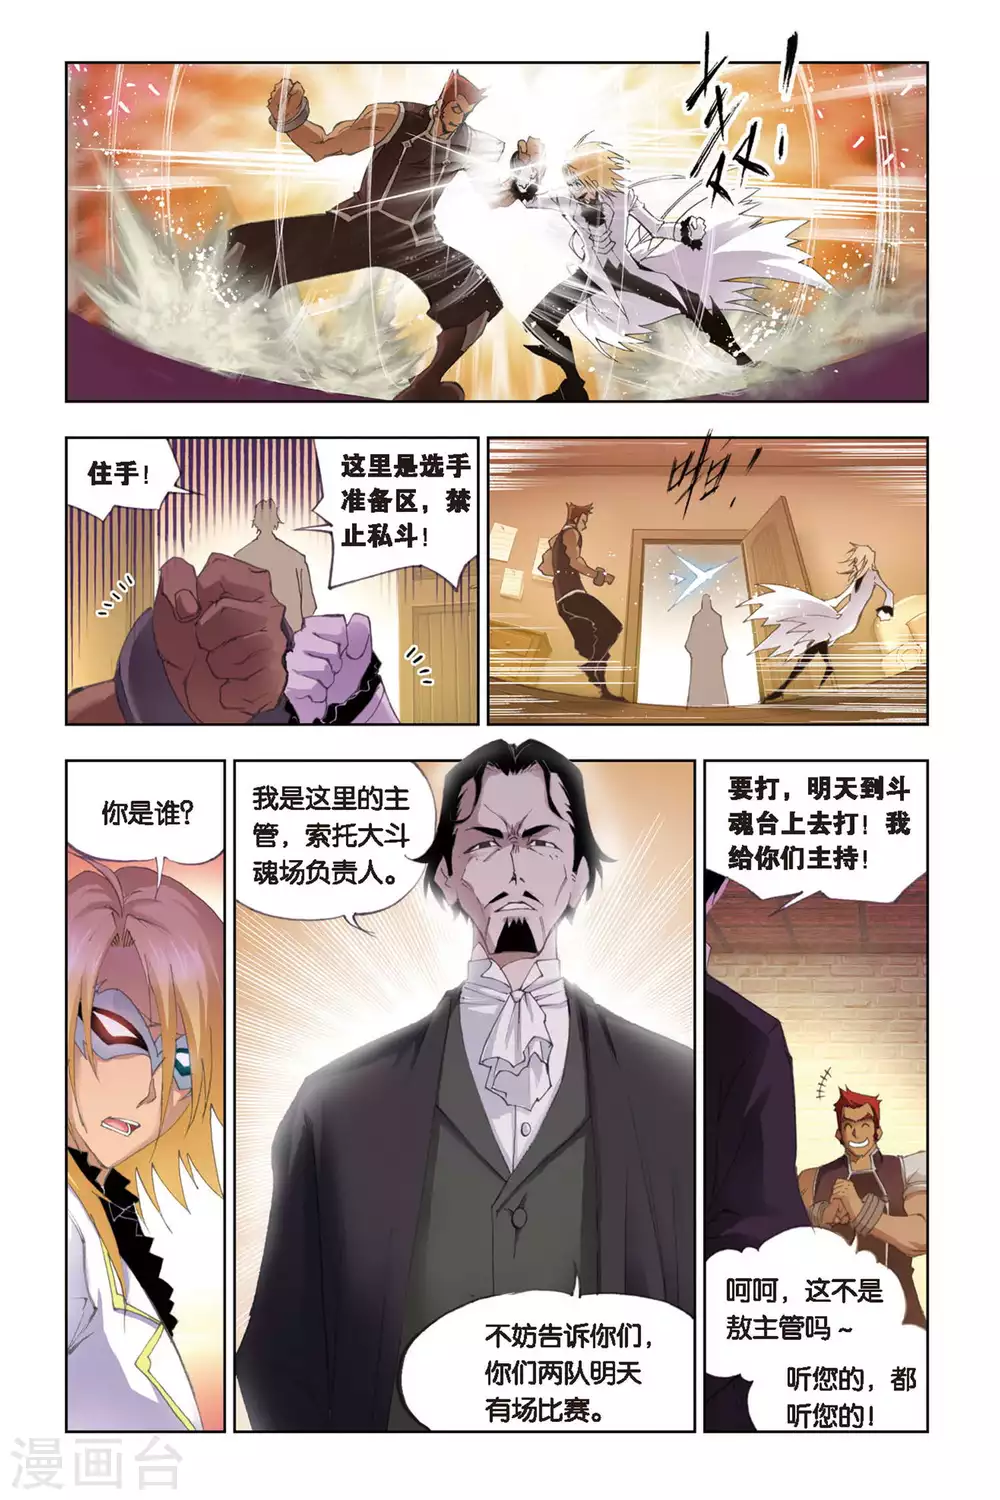 轰!
住手!
这里是选手
准备区，禁
止私斗!
啪!
你是谁?
我是这里的主
管，索托大斗
魂场负责人。
不妨告诉你们，
你们两队明天
有场比赛。
要打，明天到斗
魂台上去打! 我
给你们主持!
呵呵，这不是
敖主管吗~
听您的，都
听您的!
漫画台